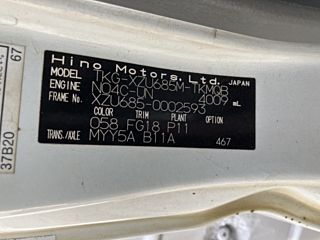 Hino Motors, Ltd. JAPAN
MODEL TKG-XZU685M-TKMQB
ENGINE N04C-UN 4009 mL
FRAME No. XZU685-0002593
COLOR TRIM PLANT OPTION
058 FG18 P11
TRANS./AXLE MYY5A B11A 467
37B20
67